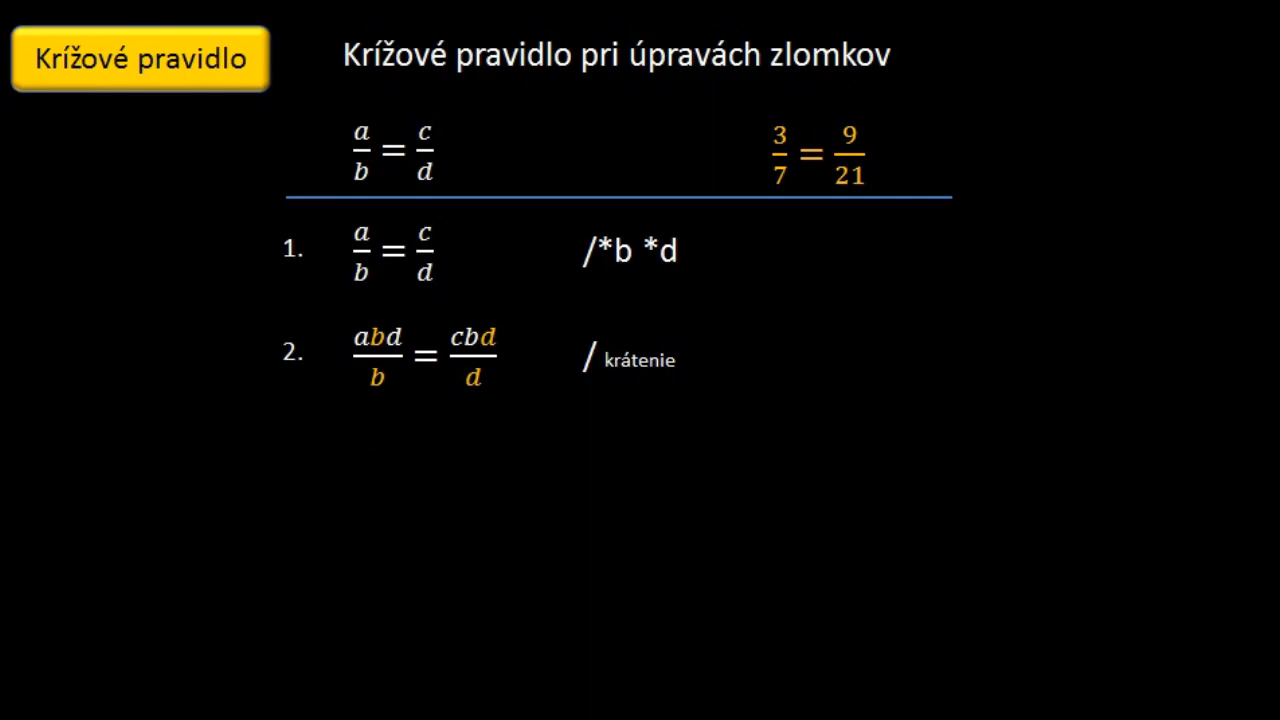 Krížové pravidlo
Krížové pravidlo pri úpravách zlomkov
a/b = c/d
3/7 = 9/21
1. a/b = c/d /*b *d
2. abd/b = cbd/d / krátenie